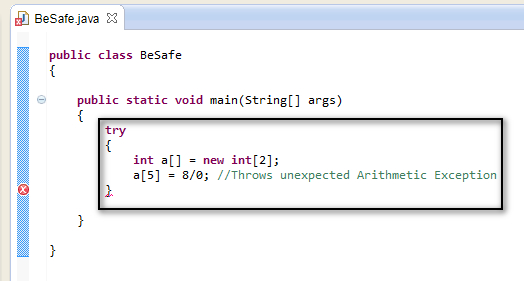 BeSafe.java
public class BeSafe
{
public static void main(String[] args)
{
try
{
int a[] = new int[2];
a[5] = 8/0; //Throws unexpected Arithmetic Exception
}
}
}